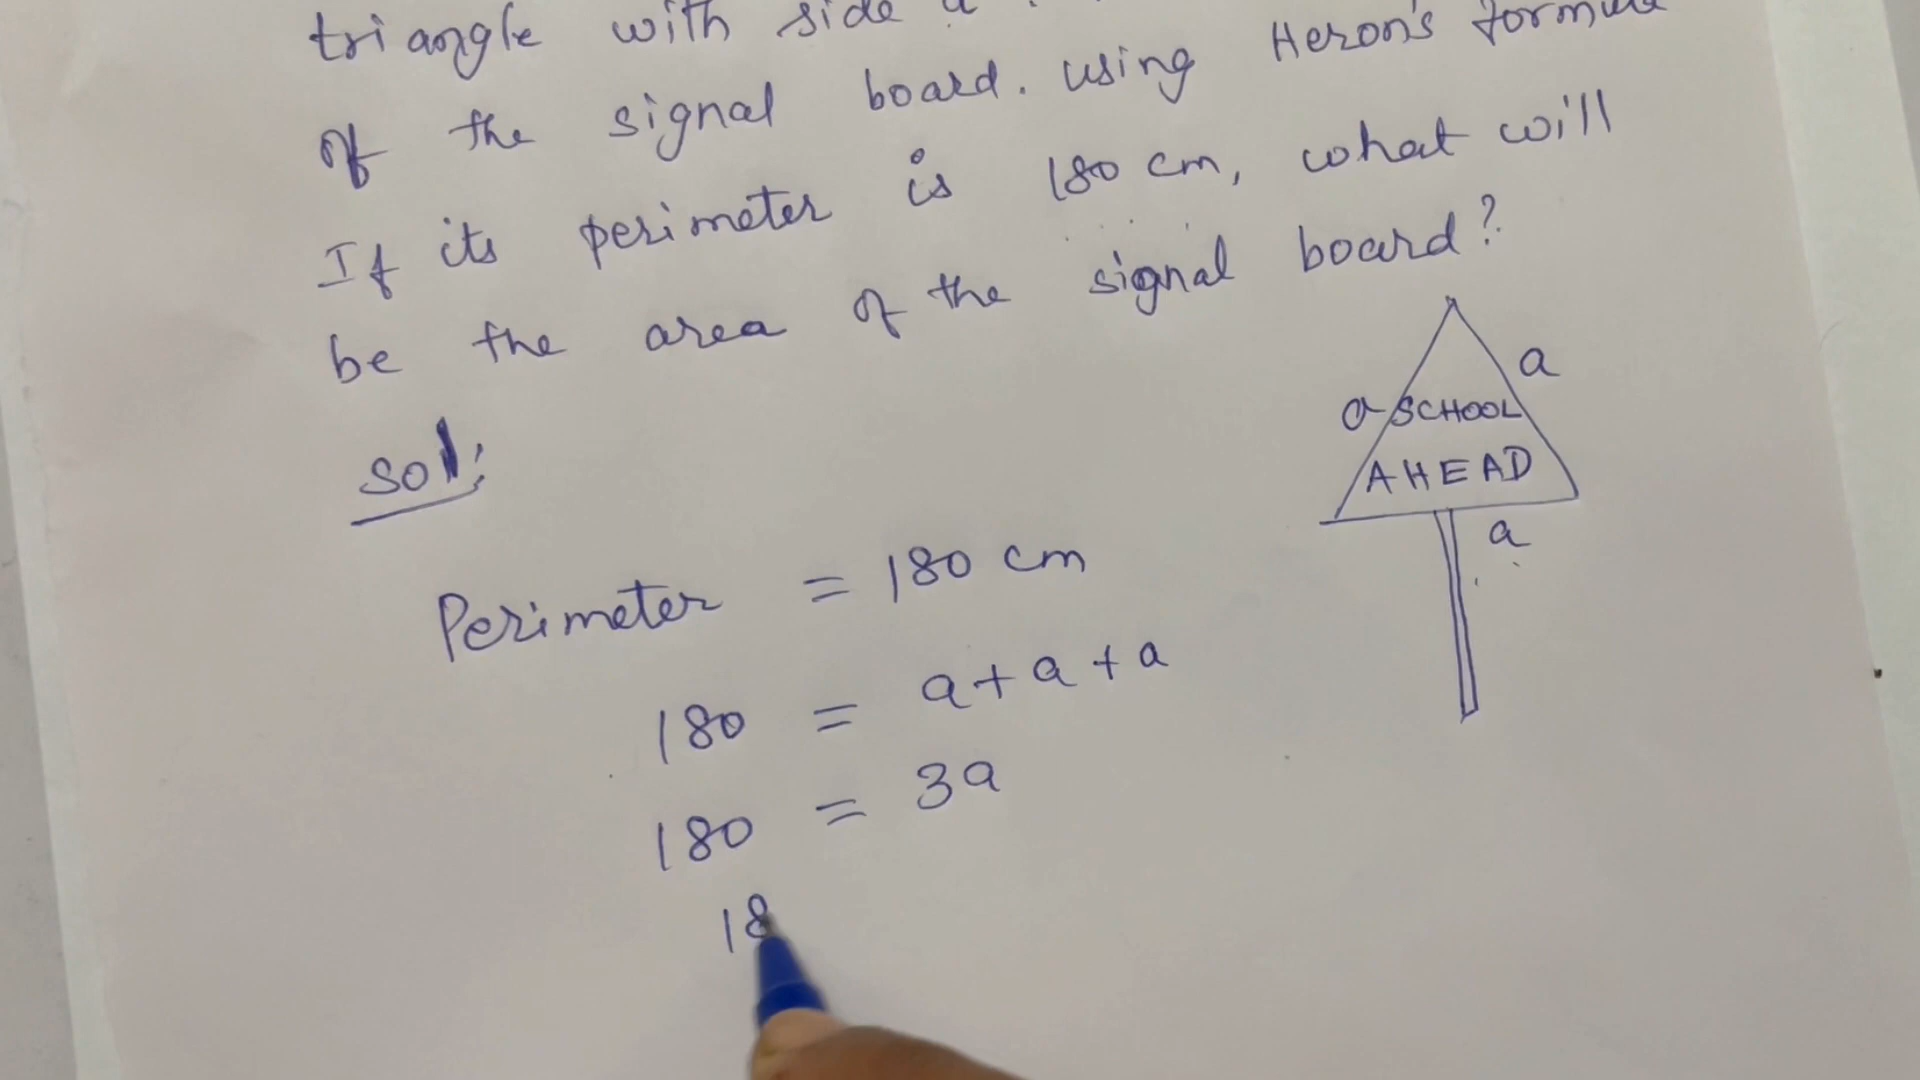 triangle with side a
of the signal board. using Heron's formula
If its perimeter is 180 cm, what will
be the area of the signal board?
sol:
a
a SCHOOL
AHEAD
a
Perimeter = 180 cm
180 = a + a + a
180 = 3a
18